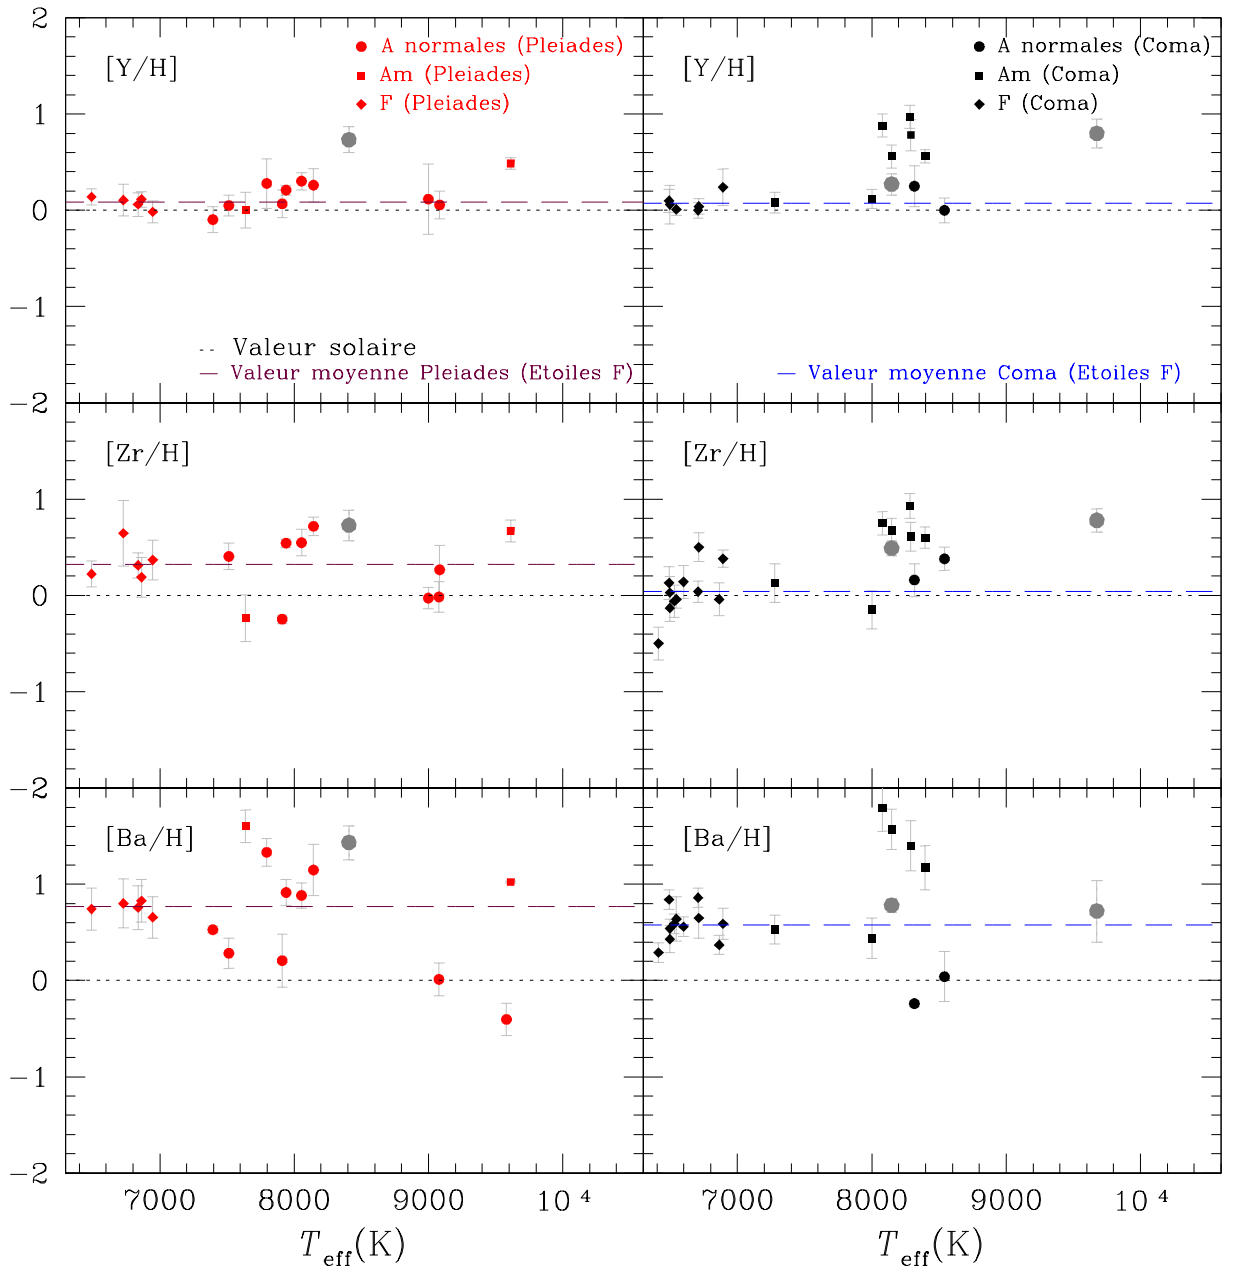 2
1
0
−1
−2
[Y/H]
A normales (Pleiades)
Am (Pleiades)
F (Pleiades)
Valeur solaire
Valeur moyenne Pleiades (Etoiles F)
[Y/H]
A normales (Coma)
Am (Coma)
F (Coma)
Valeur moyenne Coma (Etoiles F)
1
0
−1
−2
[Zr/H]
[Zr/H]
1
0
−1
−2
[Ba/H]
[Ba/H]
7000 8000 9000 10⁴
7000 8000 9000 10⁴
Teff(K)
Teff(K)